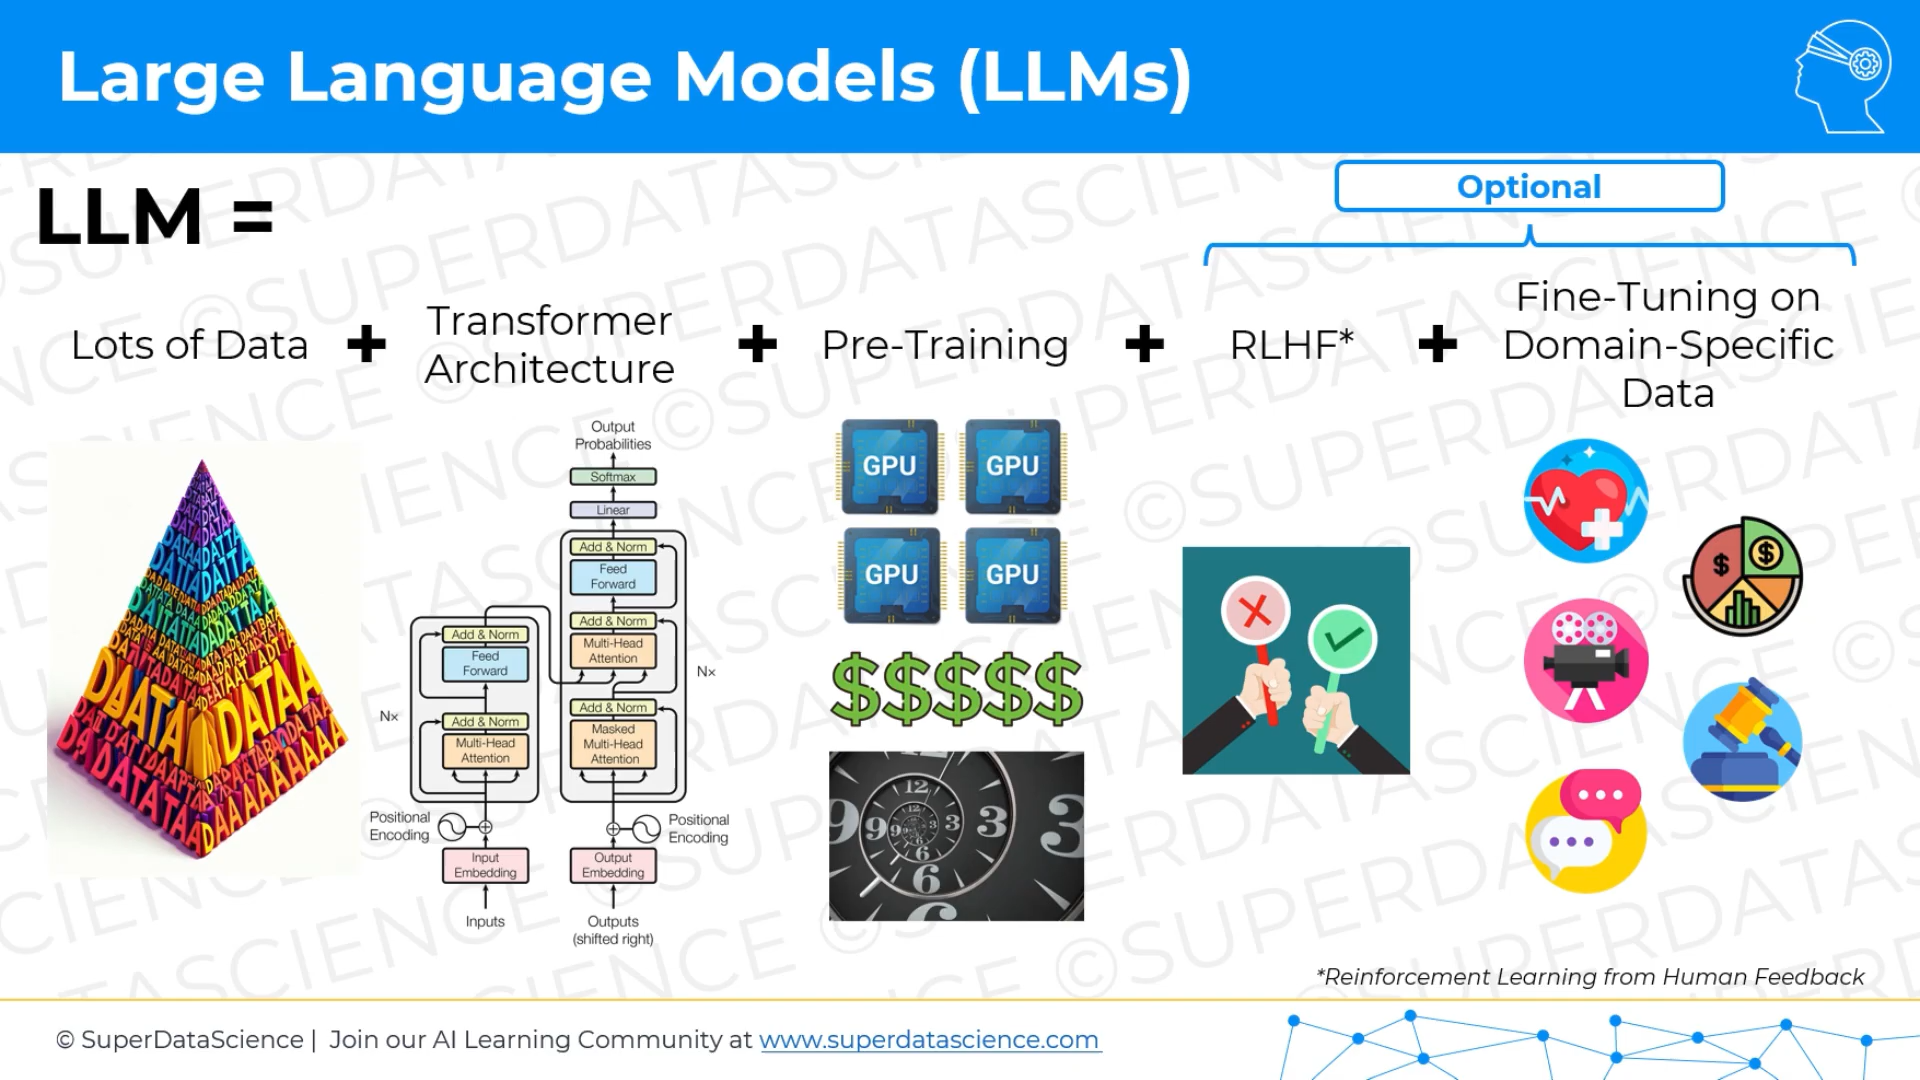 Large Language Models (LLMs)
LLM =
Optional
Lots of Data
+
Transformer
Architecture
+
Pre-Training
+
RLHF*
+
Fine-Tuning on
Domain-Specific
Data
Output
Probabilities
Softmax
Linear
Add & Norm
Feed
Forward
Add & Norm
Multi-Head
Attention
Nx
Add & Norm
Masked
Multi-Head
Attention
Add & Norm
Feed
Forward
Nx
Add & Norm
Multi-Head
Attention
Positional
Encoding
Positional
Encoding
Input
Embedding
Output
Embedding
Inputs
Outputs
(shifted right)
GPU GPU
GPU GPU
$$$$$
*Reinforcement Learning from Human Feedback
© SuperDataScience | Join our AI Learning Community at www.superdatascience.com
©SUPERDATASCIENCE